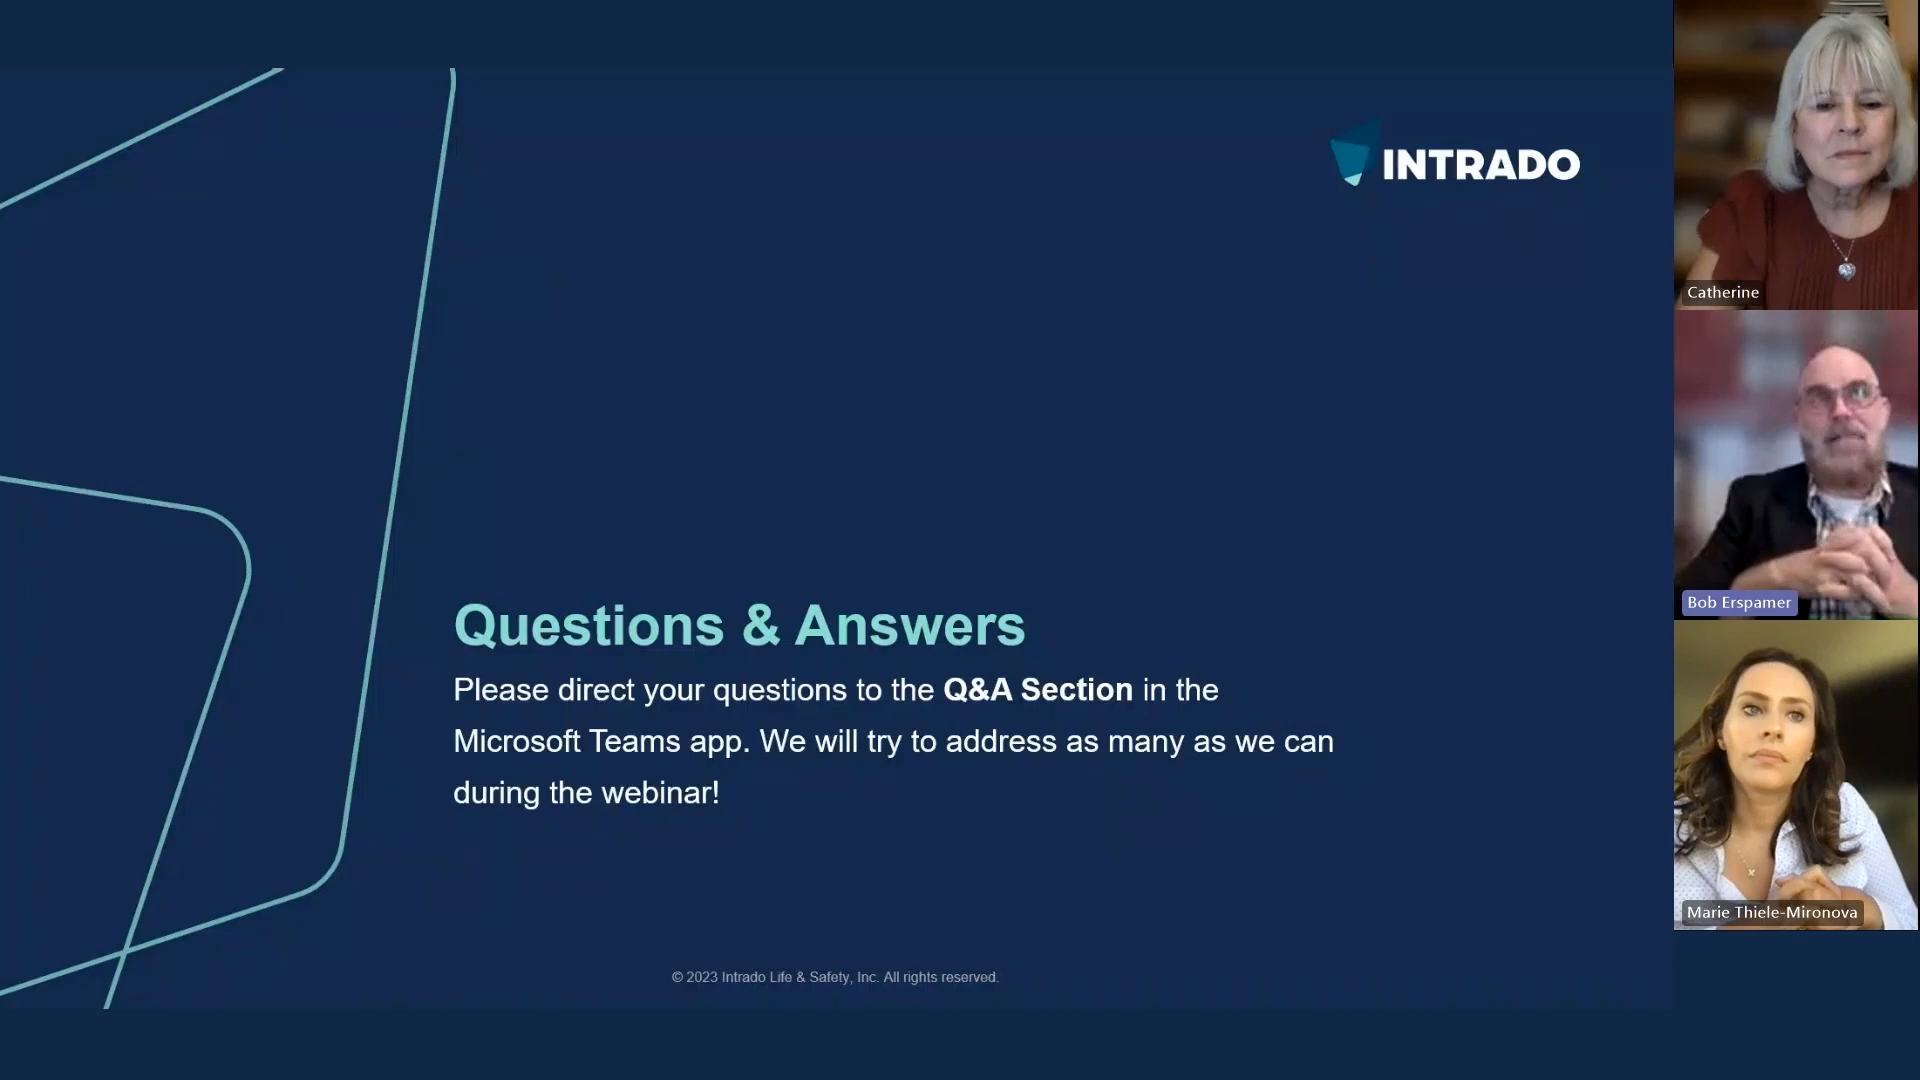 INTRADO
Questions & Answers
Please direct your questions to the Q&A Section in the
Microsoft Teams app. We will try to address as many as we can
during the webinar!
© 2023 Intrado Life & Safety, Inc. All rights reserved.
Catherine
Bob Erspamer
Marie Thiele-Mironova